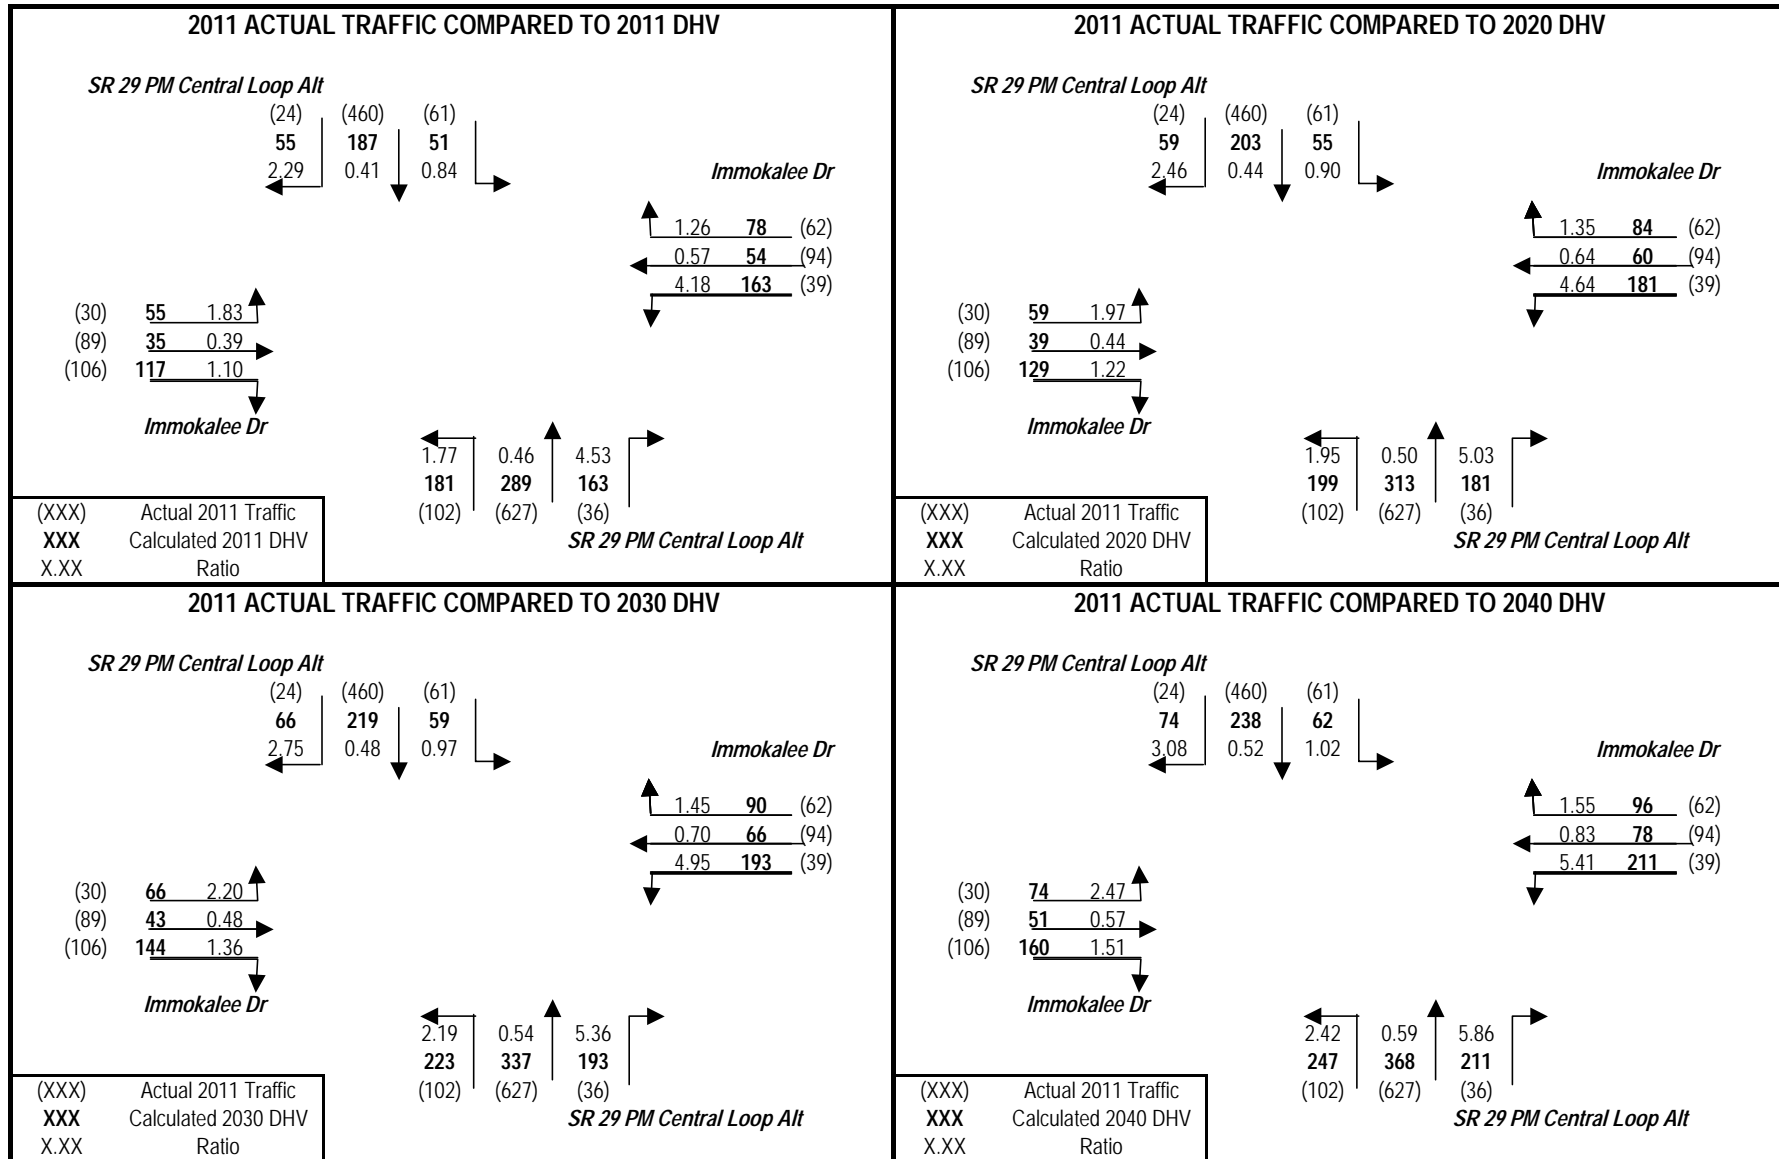 2011 ACTUAL TRAFFIC COMPARED TO 2011 DHV
SR 29 PM Central Loop Alt
(24) (460) (61)
55 187 51
2.29 0.41 0.84
Immokalee Dr
1.26 78 (62)
0.57 54 (94)
4.18 163 (39)
(30) 55 1.83
(89) 35 0.39
(106) 117 1.10
Immokalee Dr
1.77 0.46 4.53
181 289 163
(102) (627) (36)
SR 29 PM Central Loop Alt
(XXX) Actual 2011 Traffic
XXX Calculated 2011 DHV
X.XX Ratio
2011 ACTUAL TRAFFIC COMPARED TO 2020 DHV
SR 29 PM Central Loop Alt
(24) (460) (61)
59 203 55
2.46 0.44 0.90
Immokalee Dr
1.35 84 (62)
0.64 60 (94)
4.64 181 (39)
(30) 59 1.97
(89) 39 0.44
(106) 129 1.22
Immokalee Dr
1.95 0.50 5.03
199 313 181
(102) (627) (36)
SR 29 PM Central Loop Alt
(XXX) Actual 2011 Traffic
XXX Calculated 2020 DHV
X.XX Ratio
2011 ACTUAL TRAFFIC COMPARED TO 2030 DHV
SR 29 PM Central Loop Alt
(24) (460) (61)
66 219 59
2.75 0.48 0.97
Immokalee Dr
1.45 90 (62)
0.70 66 (94)
4.95 193 (39)
(30) 66 2.20
(89) 43 0.48
(106) 144 1.36
Immokalee Dr
2.19 0.54 5.36
223 337 193
(102) (627) (36)
SR 29 PM Central Loop Alt
(XXX) Actual 2011 Traffic
XXX Calculated 2030 DHV
X.XX Ratio
2011 ACTUAL TRAFFIC COMPARED TO 2040 DHV
SR 29 PM Central Loop Alt
(24) (460) (61)
74 238 62
3.08 0.52 1.02
Immokalee Dr
1.55 96 (62)
0.83 78 (94)
5.41 211 (39)
(30) 74 2.47
(89) 51 0.57
(106) 160 1.51
Immokalee Dr
2.42 0.59 5.86
247 368 211
(102) (627) (36)
SR 29 PM Central Loop Alt
(XXX) Actual 2011 Traffic
XXX Calculated 2040 DHV
X.XX Ratio